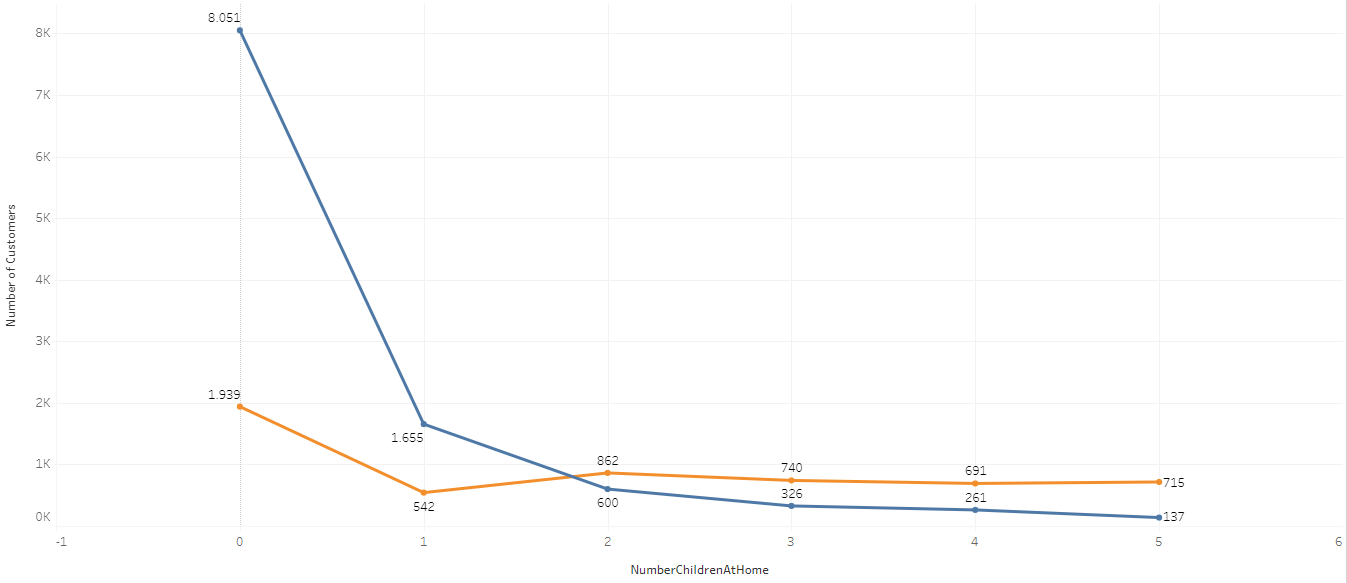 8.051
8K
7K
6K
5K
Number of Customers
4K
3K
1.939
2K
1.655
1K
862
740
691
715
542
600
326
261
137
0K
-1 0 1 2 3 4 5 6
NumberChildrenAtHome